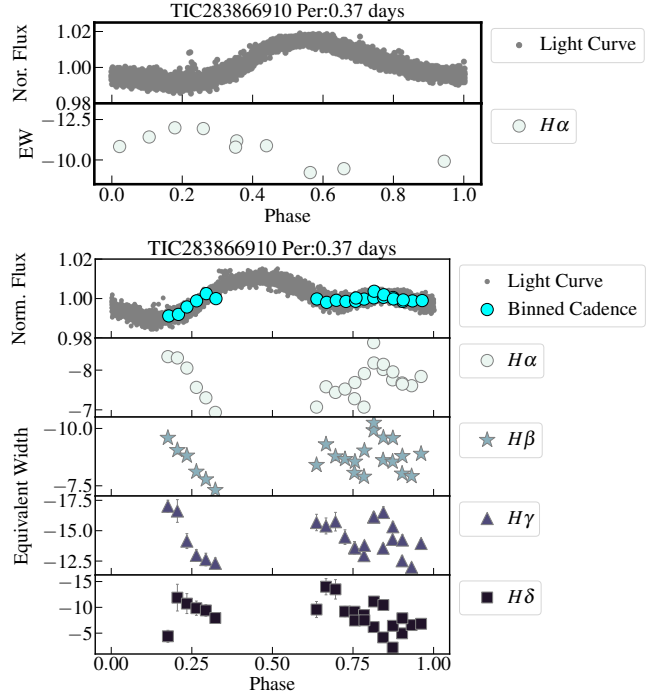 TIC283866910 Per:0.37 days
Nor. Flux
1.02
1.00
0.98
Light Curve
EW
−12.5
−10.0
Hα
0.0 0.2 0.4 0.6 0.8 1.0
Phase
TIC283866910 Per:0.37 days
Norm. Flux
1.02
1.00
0.98
Light Curve
Binned Cadence
Equivalent Width
−8
−7
Hα
−10.0
−7.5
Hβ
−17.5
−15.0
−12.5
Hγ
−15
−10
−5
Hδ
0.00 0.25 0.50 0.75 1.00
Phase